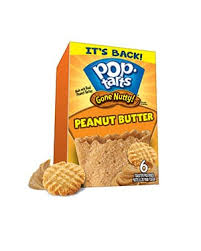 IT'S BACK!
POP·
tarts
Gone Nutty!
PEANUT BUTTER
6